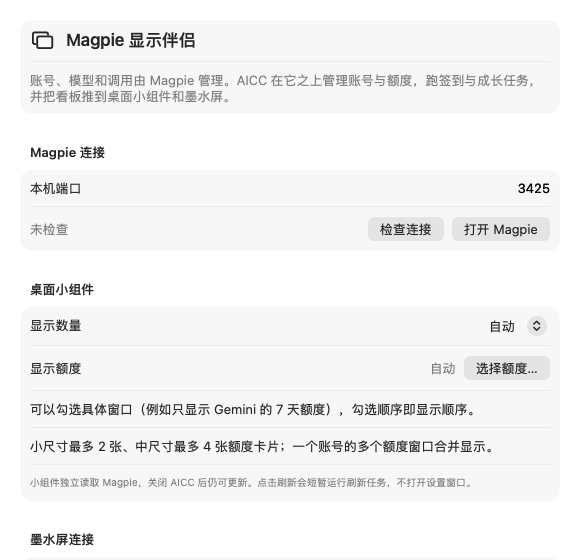 Magpie 显示伴侣
账号、模型和调用由 Magpie 管理。AICC 在它之上管理账号与额度，跑签到与成长任务，
并把看板推到桌面小组件和墨水屏。
Magpie 连接
本机端口 3425
未检查 检查连接 打开 Magpie
桌面小组件
显示数量 自动
显示额度 自动 选择额度...
可以勾选具体窗口（例如只显示 Gemini 的 7 天额度），勾选顺序即显示顺序。
小尺寸最多 2 张、中尺寸最多 4 张额度卡片；一个账号的多个额度窗口合并显示。
小组件独立读取 Magpie，关闭 AICC 后仍可更新。点击刷新会短暂运行刷新任务，不打开设置窗口。
墨水屏连接